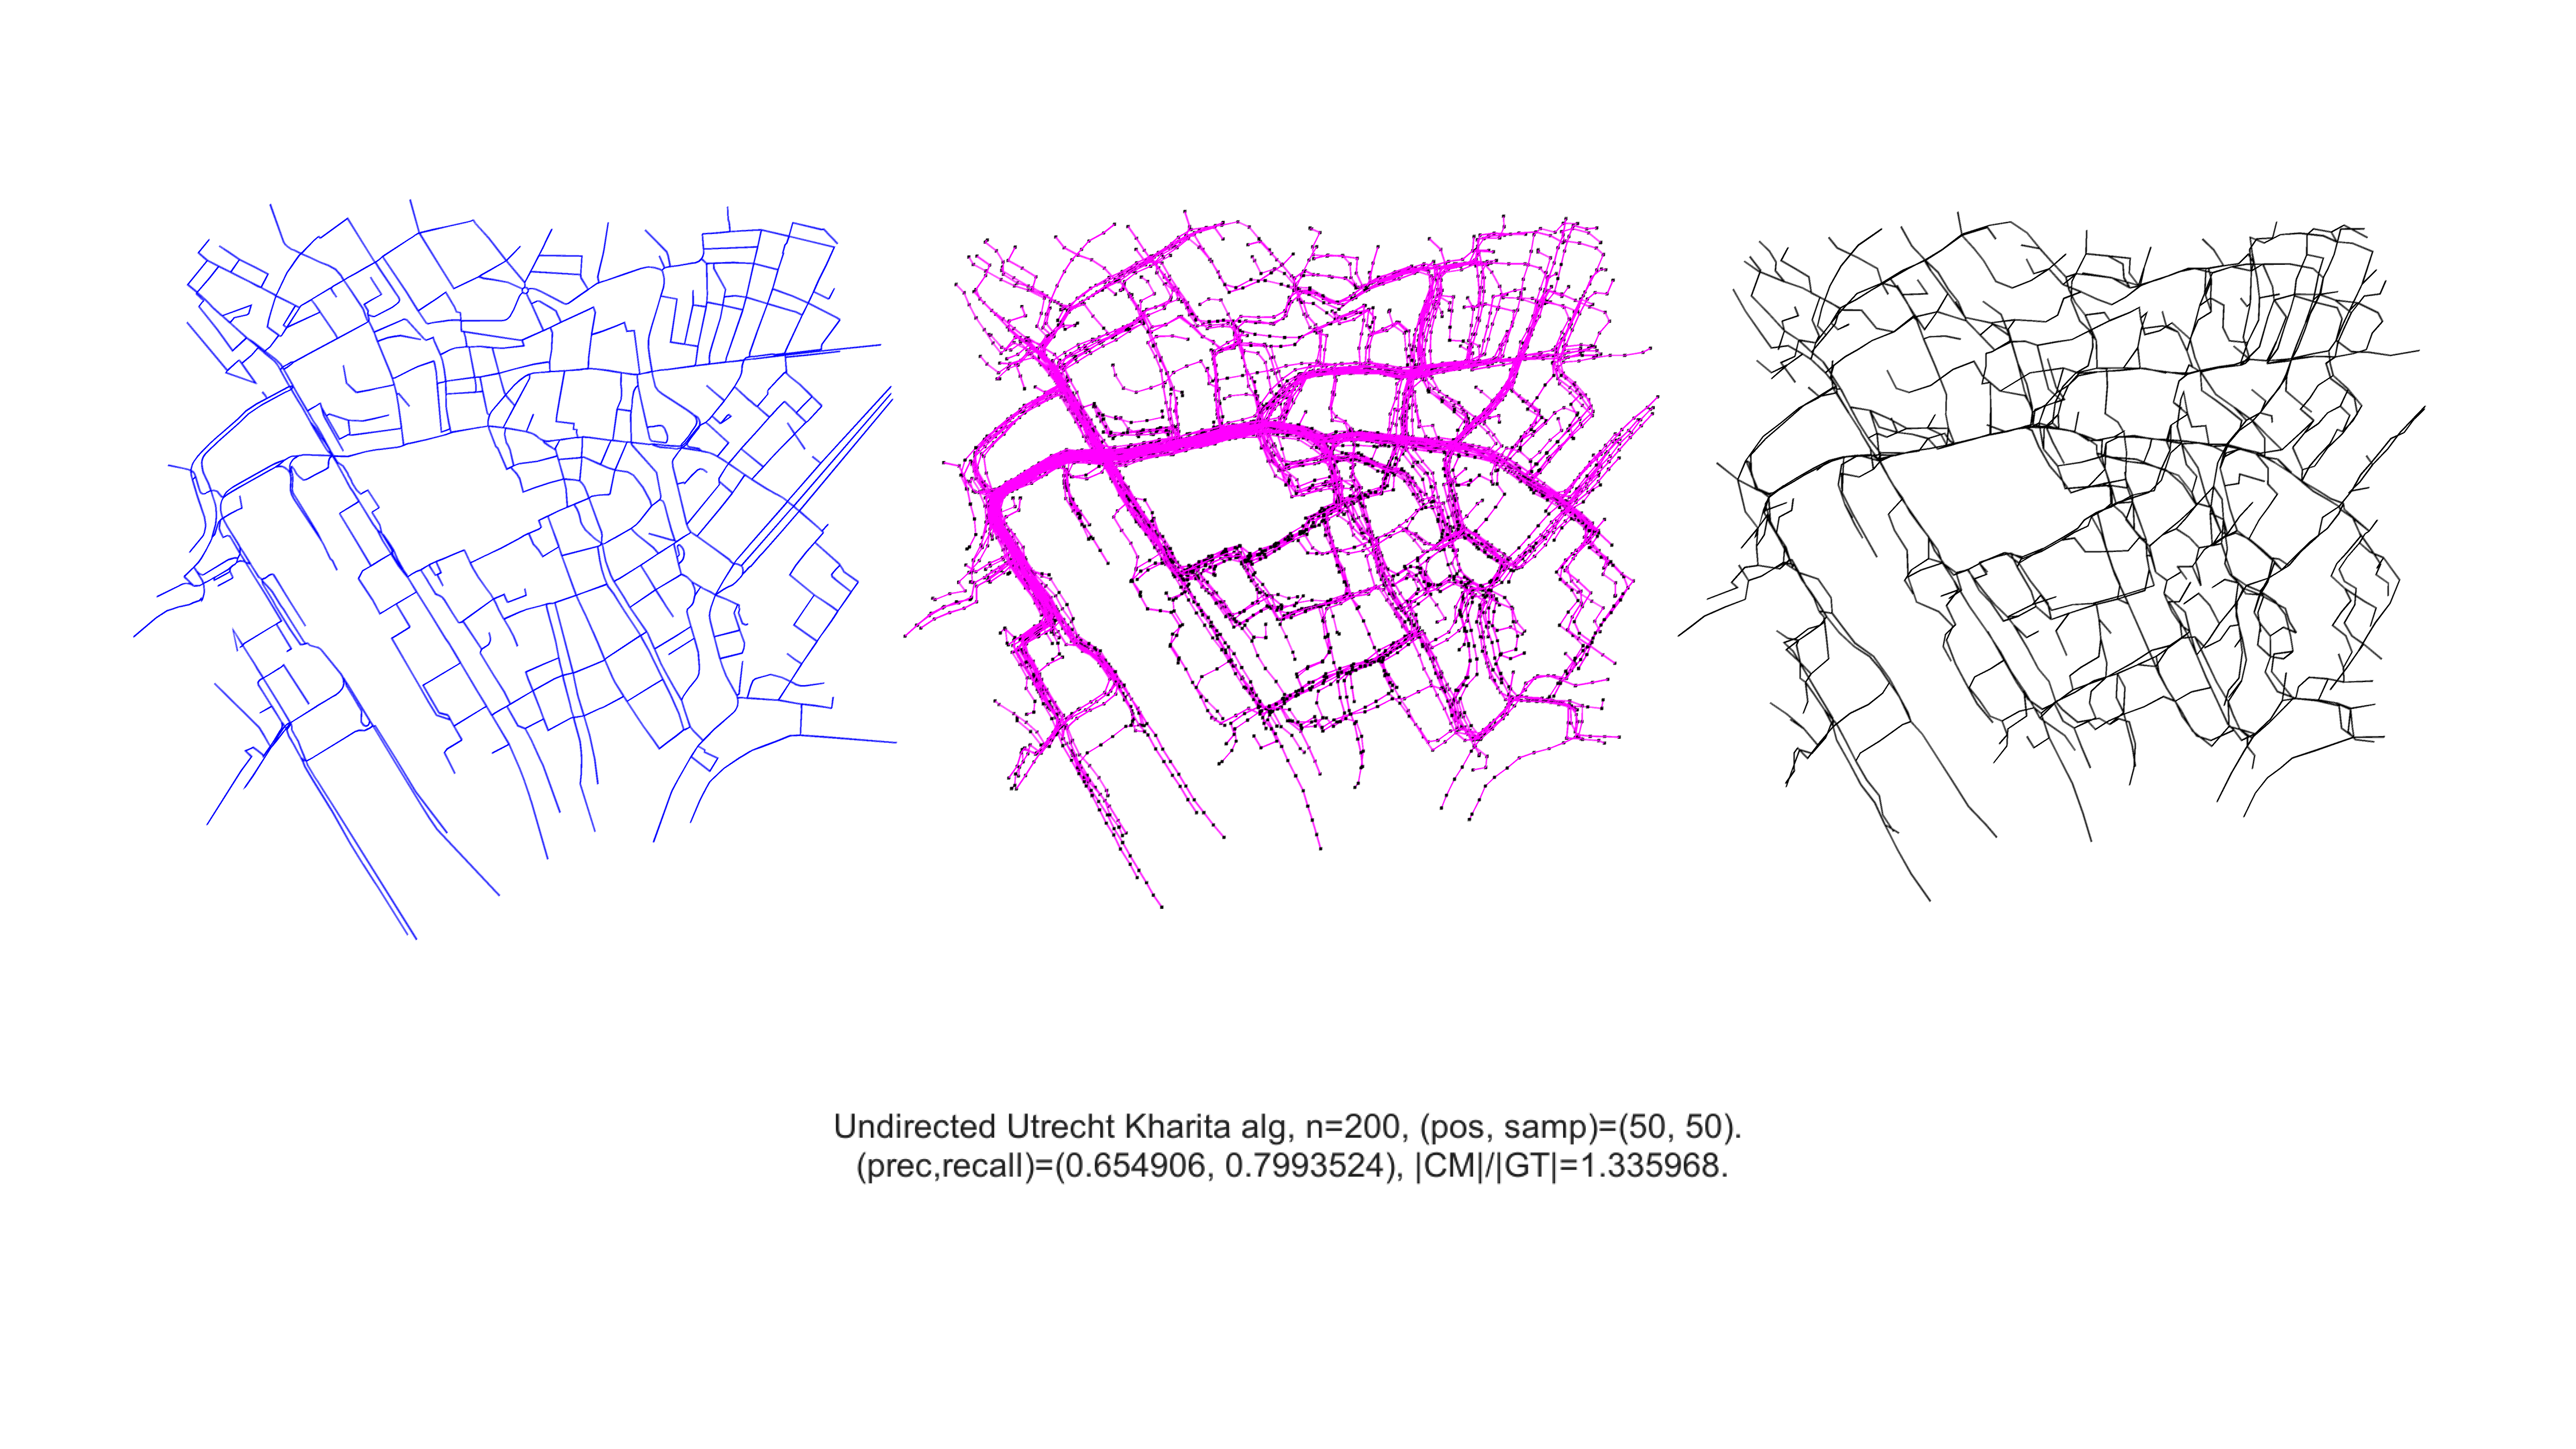 Undirected Utrecht Kharita alg, n=200, (pos, samp)=(50, 50).
(prec,recall)=(0.654906, 0.7993524), |CM|/|GT|=1.335968.